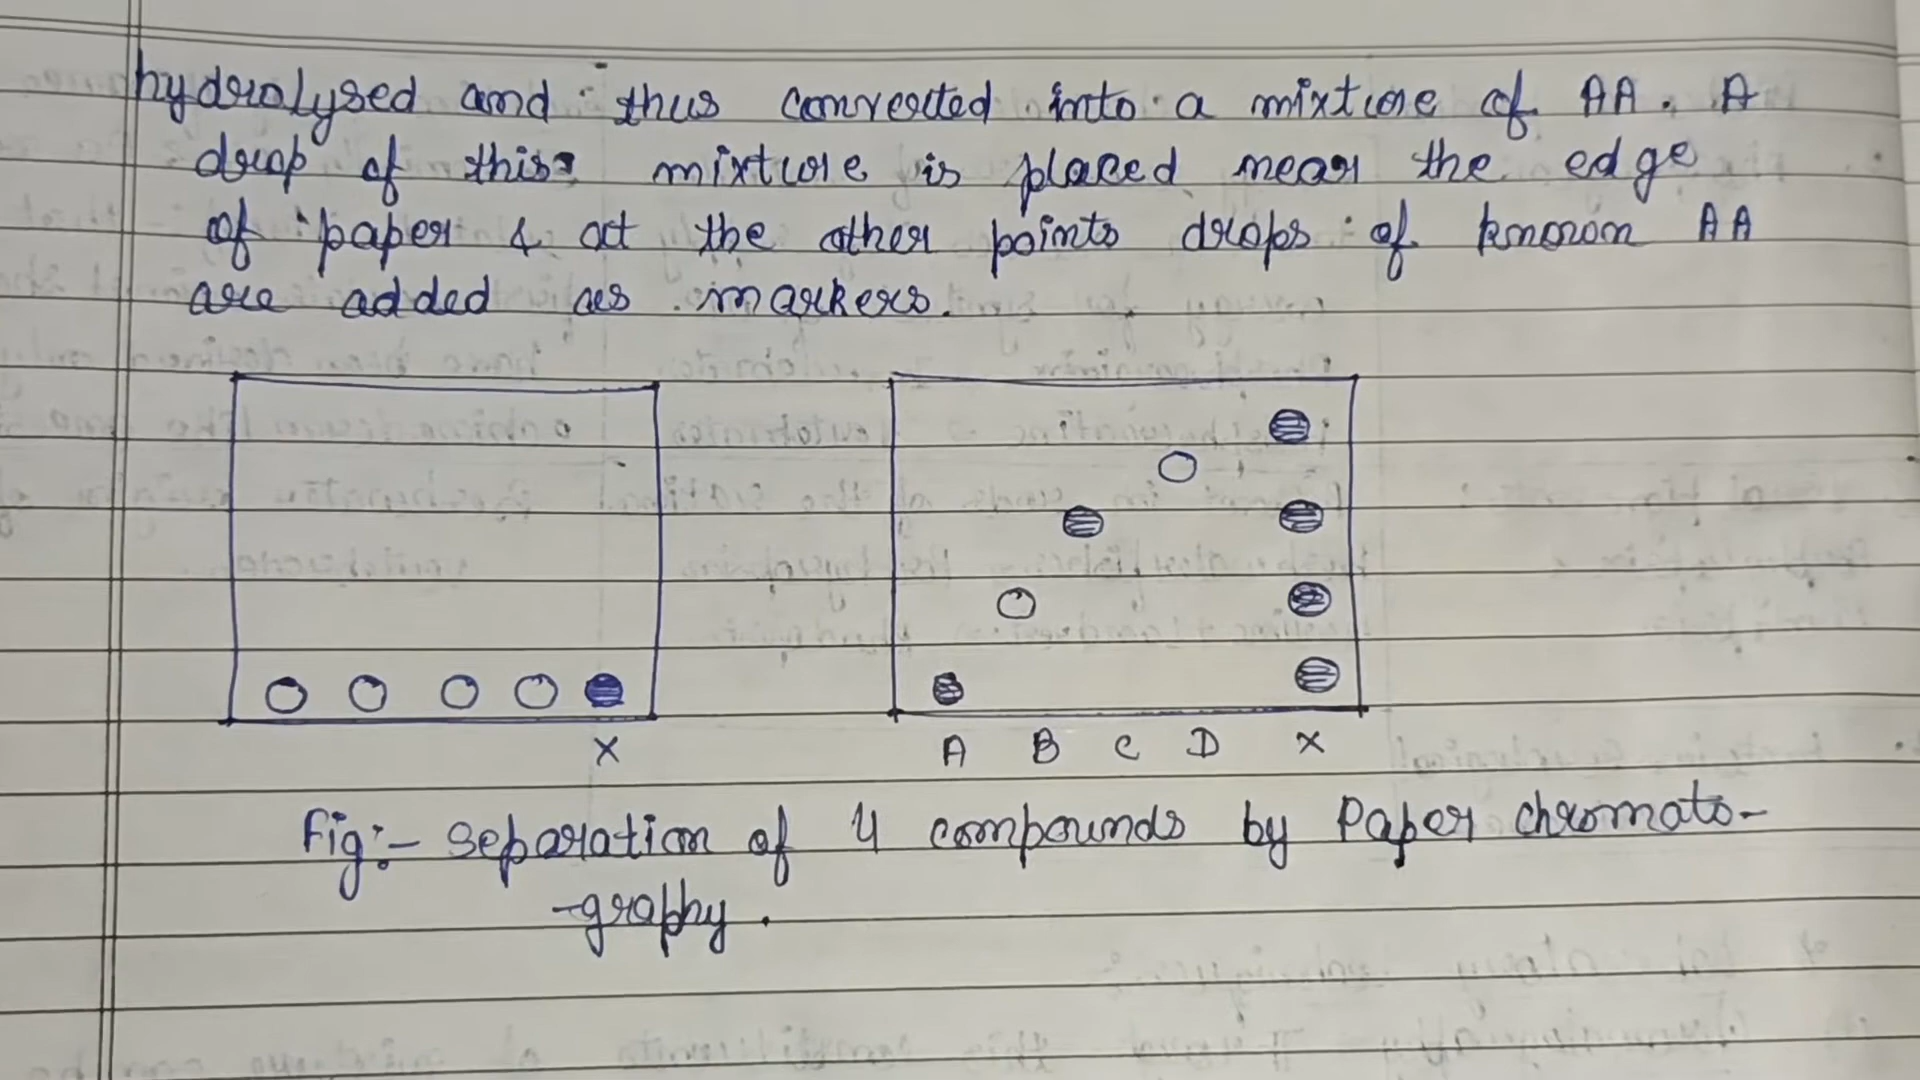 hydrolysed and thus converted into a mixture of AA. A
drop of this mixture is placed near the edge
of paper & at the other points drops of known AA
are added as markers.
X
A B C D X
Fig:- Separation of 4 compounds by Paper chromato-
-graphy.